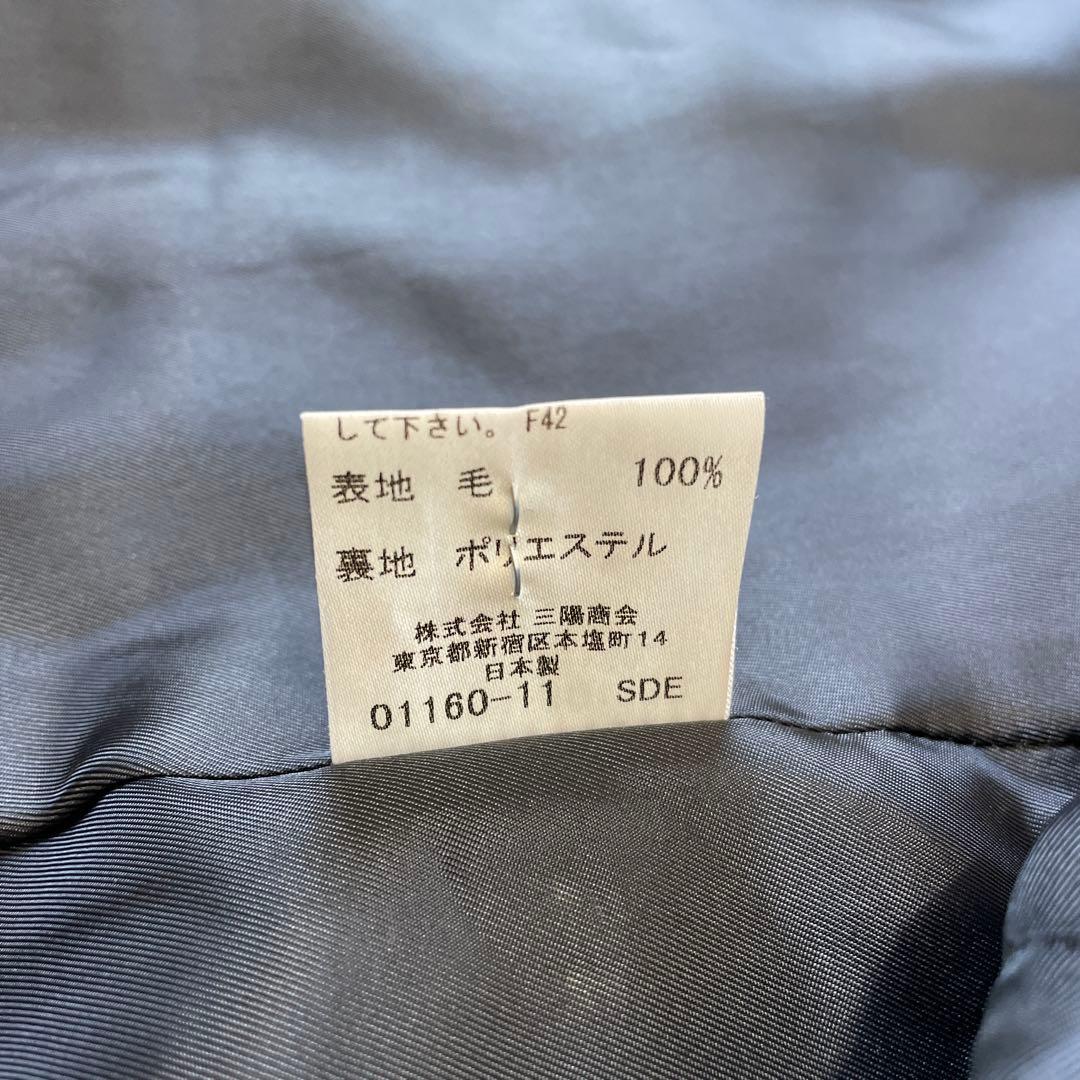 して下さい。 F42
表地 毛 100%
裏地 ポリエステル
株式会社 三陽商会
東京都新宿区本塩町14
日本製
01160-11 SDE